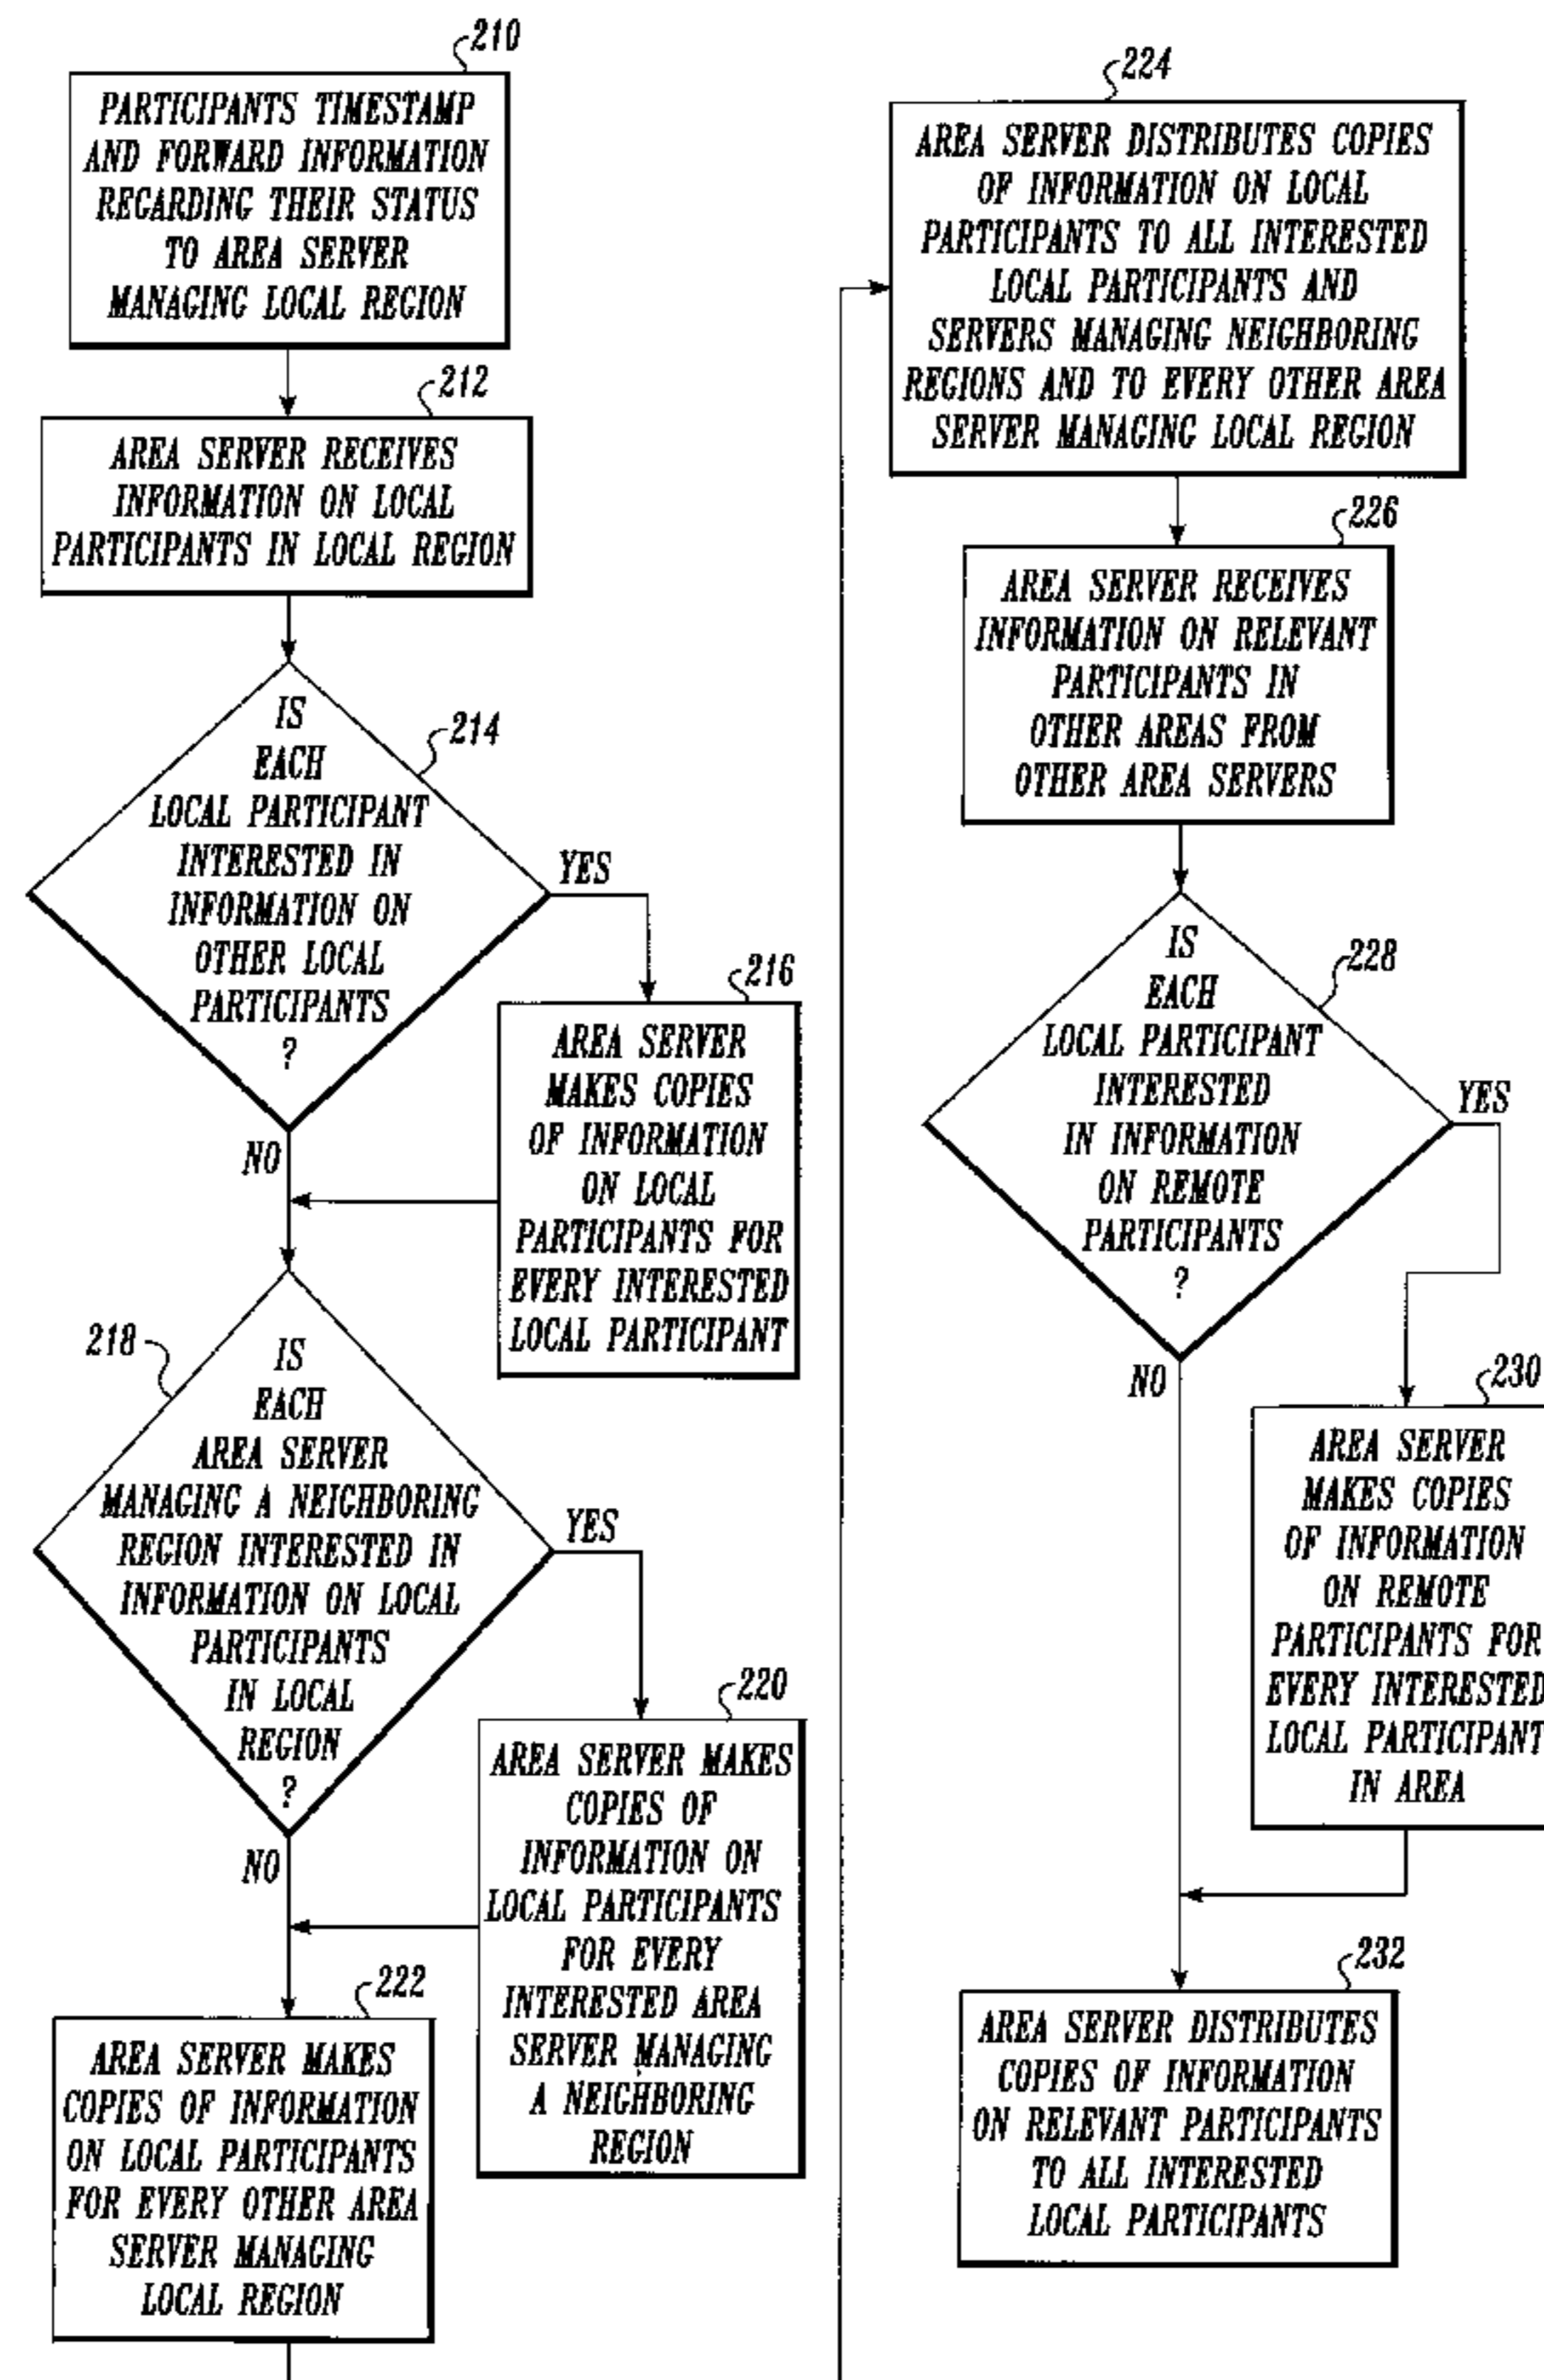 210
PARTICIPANTS TIMESTAMP
AND FORWARD INFORMATION
REGARDING THEIR STATUS
TO AREA SERVER
MANAGING LOCAL REGION
212
AREA SERVER RECEIVES
INFORMATION ON LOCAL
PARTICIPANTS IN LOCAL REGION
214
IS
EACH
LOCAL PARTICIPANT
INTERESTED IN
INFORMATION ON
OTHER LOCAL
PARTICIPANTS
?
YES
NO
216
AREA SERVER
MAKES COPIES
OF INFORMATION
ON LOCAL
PARTICIPANTS FOR
EVERY INTERESTED
LOCAL PARTICIPANT
218
IS
EACH
AREA SERVER
MANAGING A NEIGHBORING
REGION INTERESTED IN
INFORMATION ON LOCAL
PARTICIPANTS
IN LOCAL
REGION
?
YES
NO
220
AREA SERVER MAKES
COPIES OF
INFORMATION ON
LOCAL PARTICIPANTS
FOR EVERY
INTERESTED AREA
SERVER MANAGING
A NEIGHBORING
REGION
222
AREA SERVER MAKES
COPIES OF INFORMATION
ON LOCAL PARTICIPANTS
FOR EVERY OTHER AREA
SERVER MANAGING
LOCAL REGION
224
AREA SERVER DISTRIBUTES COPIES
OF INFORMATION ON LOCAL
PARTICIPANTS TO ALL INTERESTED
LOCAL PARTICIPANTS AND
SERVERS MANAGING NEIGHBORING
REGIONS AND TO EVERY OTHER AREA
SERVER MANAGING LOCAL REGION
226
AREA SERVER RECEIVES
INFORMATION ON RELEVANT
PARTICIPANTS IN
OTHER AREAS FROM
OTHER AREA SERVERS
228
IS
EACH
LOCAL PARTICIPANT
INTERESTED
IN INFORMATION
ON REMOTE
PARTICIPANTS
?
YES
NO
230
AREA SERVER
MAKES COPIES
OF INFORMATION
ON REMOTE
PARTICIPANTS FOR
EVERY INTERESTED
LOCAL PARTICIPANT
IN AREA
232
AREA SERVER DISTRIBUTES
COPIES OF INFORMATION
ON RELEVANT PARTICIPANTS
TO ALL INTERESTED
LOCAL PARTICIPANTS